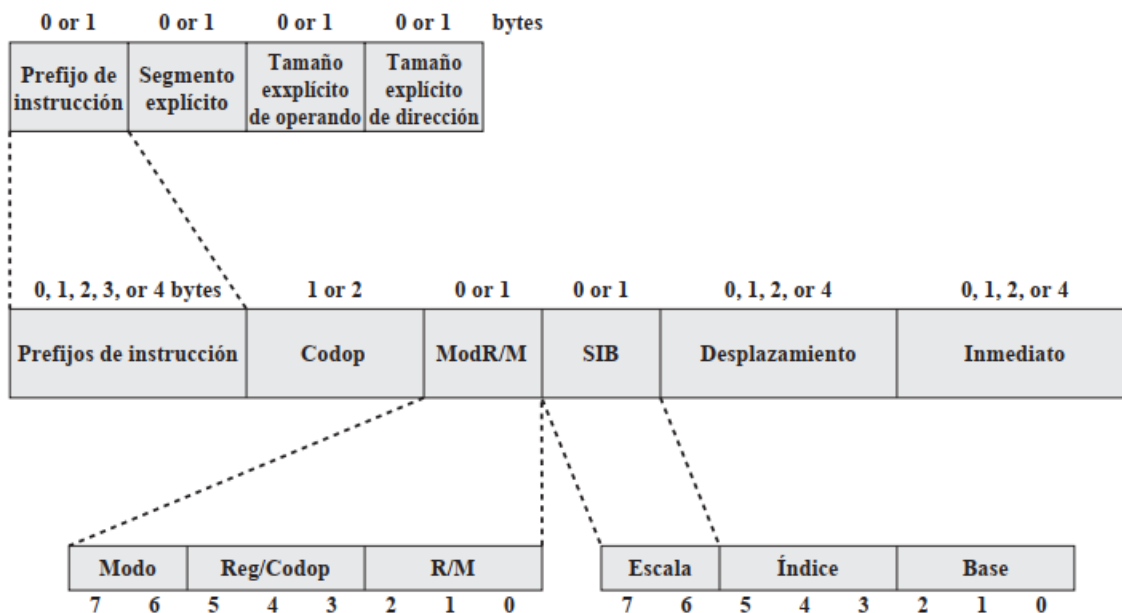 0 or 1 0 or 1 0 or 1 0 or 1 bytes
Prefijo de instrucción
Segmento explícito
Tamaño exxplícito de operando
Tamaño explícito de dirección
0, 1, 2, 3, or 4 bytes 1 or 2 0 or 1 0 or 1 0, 1, 2, or 4 0, 1, 2, or 4
Prefijos de instrucción Codop ModR/M SIB Desplazamiento Inmediato
Modo Reg/Codop R/M Escala Índice Base
7 6 5 4 3 2 1 0 7 6 5 4 3 2 1 0